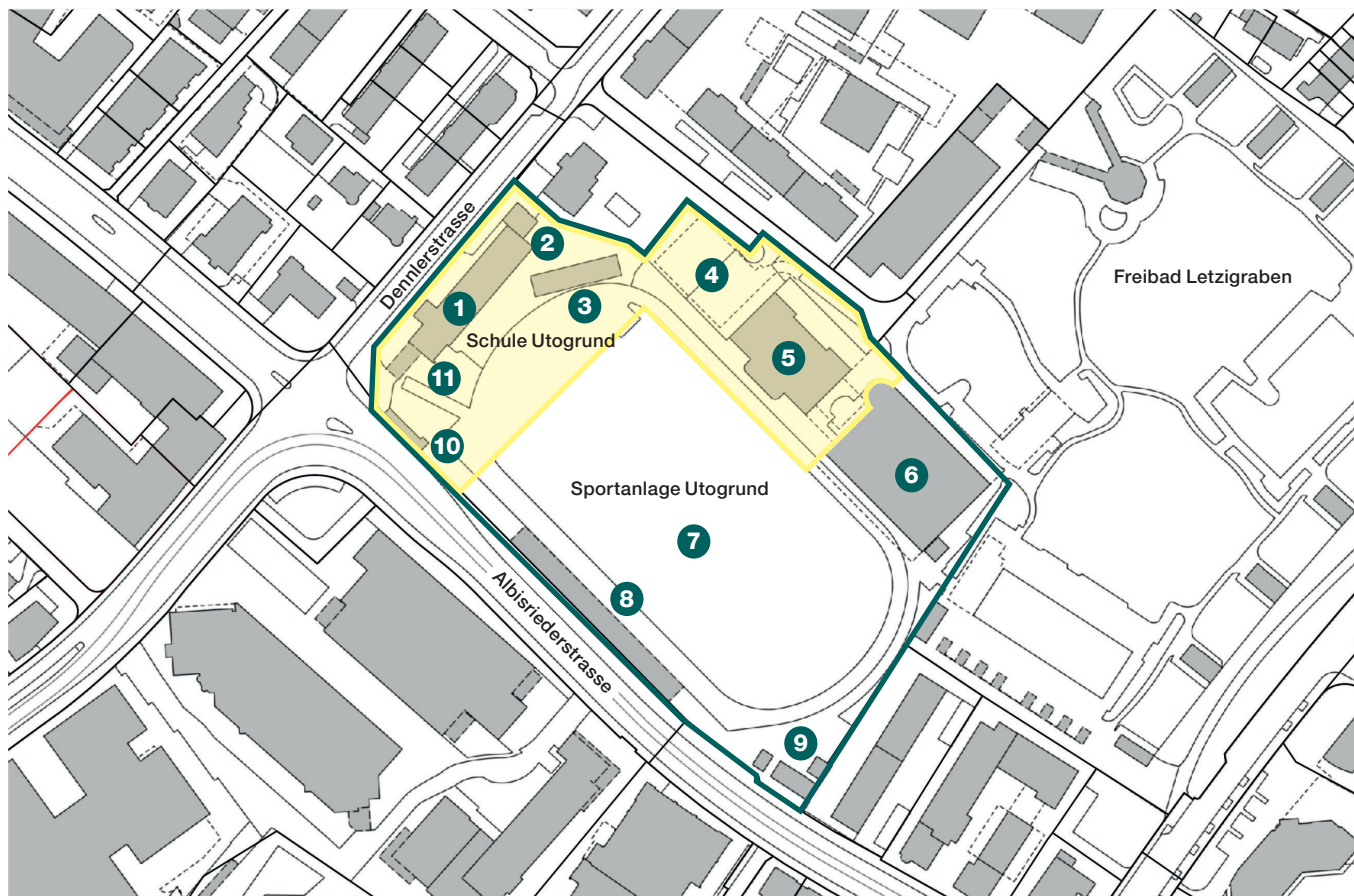 Dennlerstrasse
Freibad Letzigraben
2
4
1
3
Schule Utogrund
5
11
10
6
Sportanlage Utogrund
7
8
Albisriederstrasse
9